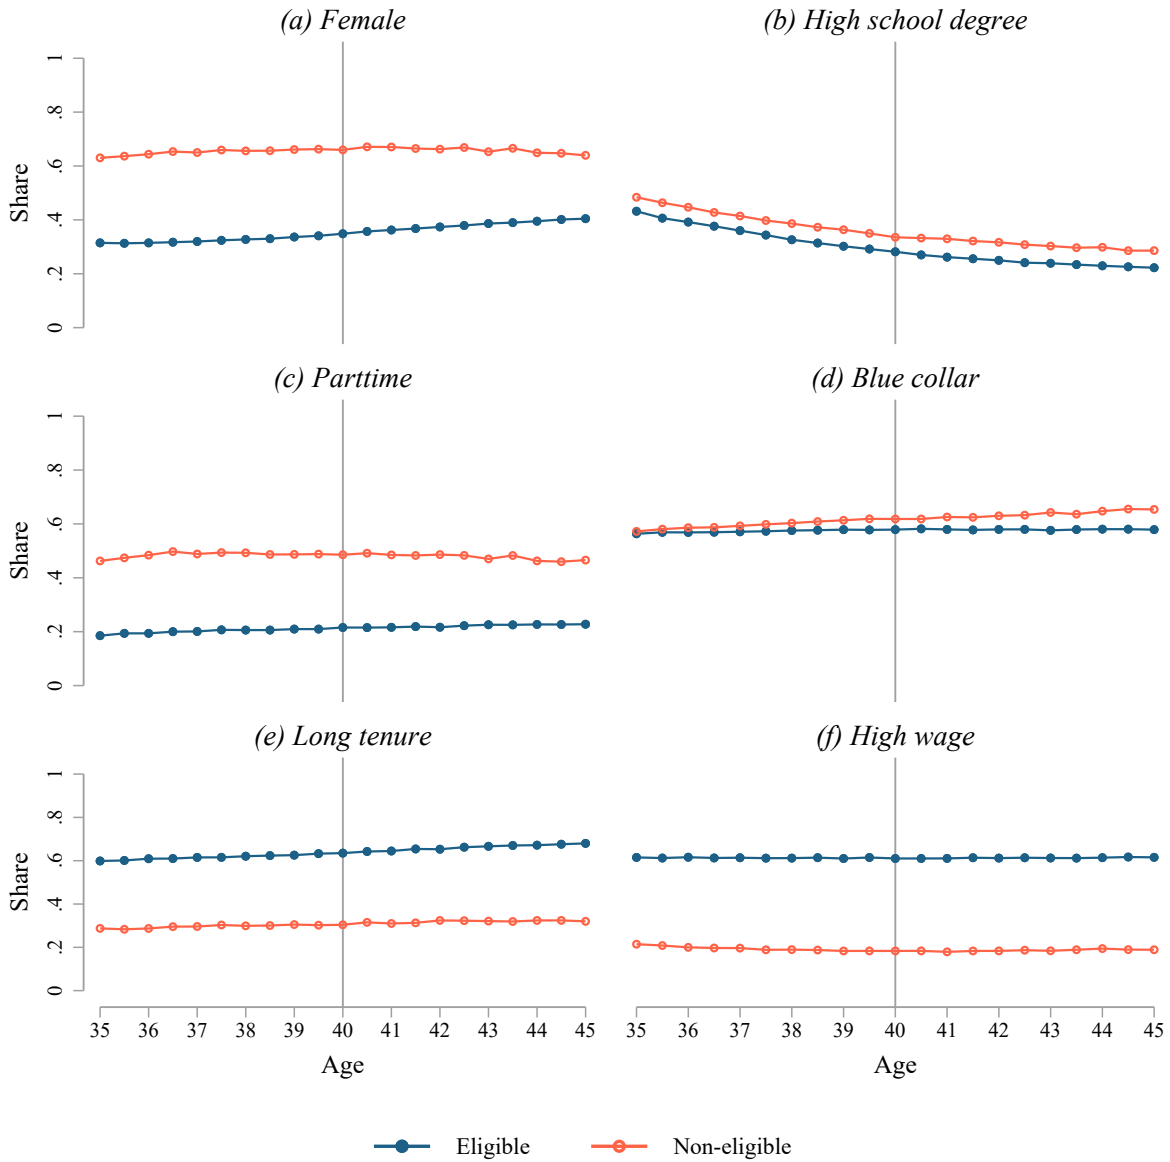 (a) Female
(b) High school degree
Share
1
.8
.6
.4
.2
0
(c) Parttime
(d) Blue collar
Share
1
.8
.6
.4
.2
0
(e) Long tenure
(f) High wage
Share
1
.8
.6
.4
.2
0
35 36 37 38 39 40 41 42 43 44 45
Age
35 36 37 38 39 40 41 42 43 44 45
Age
Eligible Non-eligible